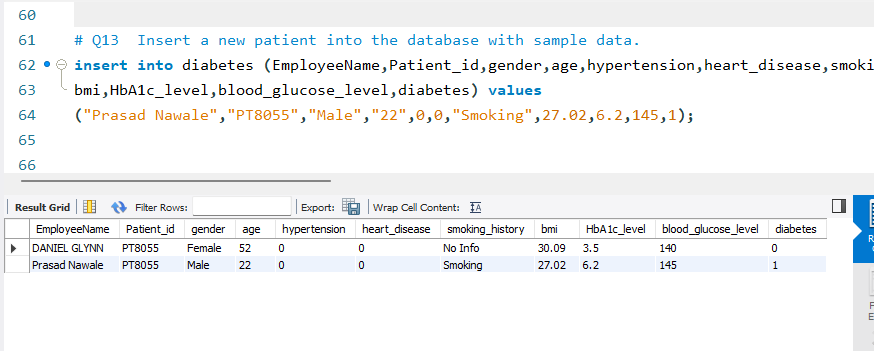 60
61 # Q13  Insert a new patient into the database with sample data.
62 insert into diabetes (EmployeeName,Patient_id,gender,age,hypertension,heart_disease,smoki
63 bmi,HbA1c_level,blood_glucose_level,diabetes) values
64 ("Prasad Nawale","PT8055","Male","22",0,0,"Smoking",27.02,6.2,145,1);
65
66
Result Grid Filter Rows: Export: Wrap Cell Content:
EmployeeName Patient_id gender age hypertension heart_disease smoking_history bmi HbA1c_level blood_glucose_level diabetes
DANIEL GLYNN PT8055 Female 52 0 0 No Info 30.09 3.5 140 0
Prasad Nawale PT8055 Male 22 0 0 Smoking 27.02 6.2 145 1